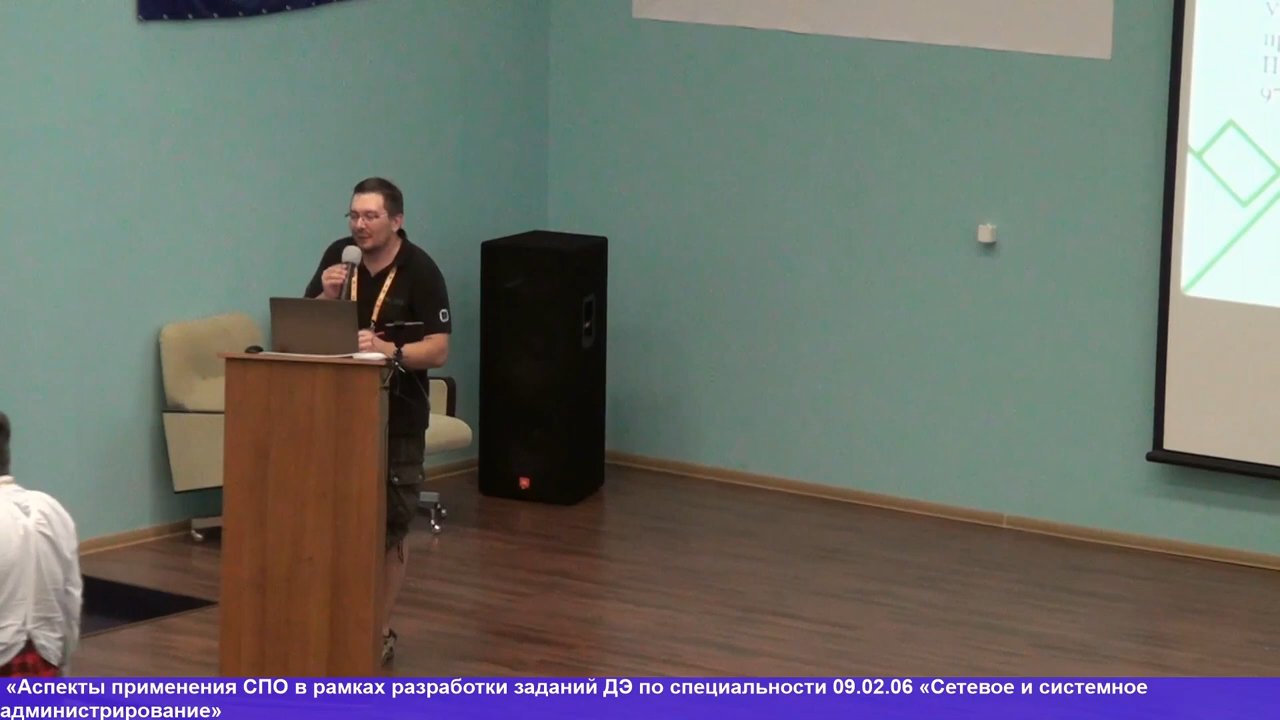 «Аспекты применения СПО в рамках разработки заданий ДЭ по специальности 09.02.06 «Сетевое и системное
администрирование»